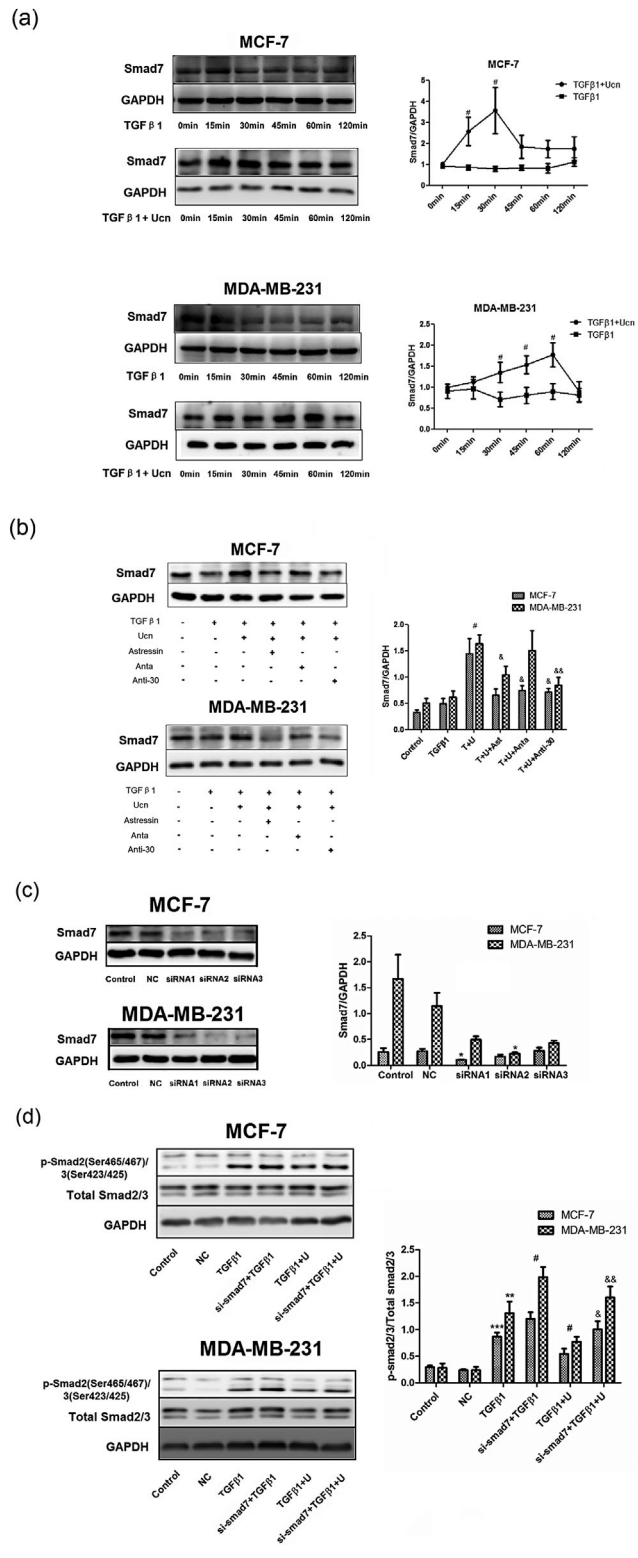 (a)
MCF-7
Smad7
GAPDH
TGFβ1 0min 15min 30min 45min 60min 120min
Smad7
GAPDH
TGFβ1+Ucn 0min 15min 30min 45min 60min 120min
MCF-7
Smad7/GAPDH
5
4
3
2
1
0
# #
TGFβ1+Ucn
TGFβ1
0min 15min 30min 45min 60min 120min
MDA-MB-231
Smad7
GAPDH
TGFβ1 0min 15min 30min 45min 60min 120min
Smad7
GAPDH
TGFβ1+Ucn 0min 15min 30min 45min 60min 120min
MDA-MB-231
Smad7/GAPDH
2.5
2.0
1.5
1.0
0.5
0.0
# # #
TGFβ1+Ucn
TGFβ1
0min 15min 30min 45min 60min 120min
(b)
MCF-7
Smad7
GAPDH
TGFβ1 - + + + + +
Ucn - - + + + +
Astressin - - - + - -
Anta - - - - + -
Anti-30 - - - - - +
MDA-MB-231
Smad7
GAPDH
TGFβ1 - + + + + +
Ucn - - + + + +
Astressin - - - + - -
Anta - - - - + -
Anti-30 - - - - - +
MCF-7
MDA-MB-231
Smad7/GAPDH
2.0
1.5
1.0
0.5
0.0
# & & & &&
Control TGFβ1 T+U T+U+Ast T+U+Anta T+U+Anti-30
(c)
MCF-7
Smad7
GAPDH
Control NC siRNA1 siRNA2 siRNA3
MDA-MB-231
Smad7
GAPDH
Control NC siRNA1 siRNA2 siRNA3
MCF-7
MDA-MB-231
Smad7/GAPDH
2.5
2.0
1.5
1.0
0.5
0.0
* *
Control NC siRNA1 siRNA2 siRNA3
(d)
MCF-7
p-Smad2(Ser465/467)/
3(Ser423/425)
Total Smad2/3
GAPDH
Control NC TGFβ1 si-smad7+TGFβ1 TGFβ1+U si-smad7+TGFβ1+U
MDA-MB-231
p-Smad2(Ser465/467)/
3(Ser423/425)
Total Smad2/3
GAPDH
Control NC TGFβ1 si-smad7+TGFβ1 TGFβ1+U si-smad7+TGFβ1+U
MCF-7
MDA-MB-231
p-smad2/3/Total smad2/3
2.5
2.0
1.5
1.0
0.5
0.0
*** ** # # & &&
Control NC TGFβ1 si-smad7+TGFβ1 TGFβ1+U si-smad7+TGFβ1+U